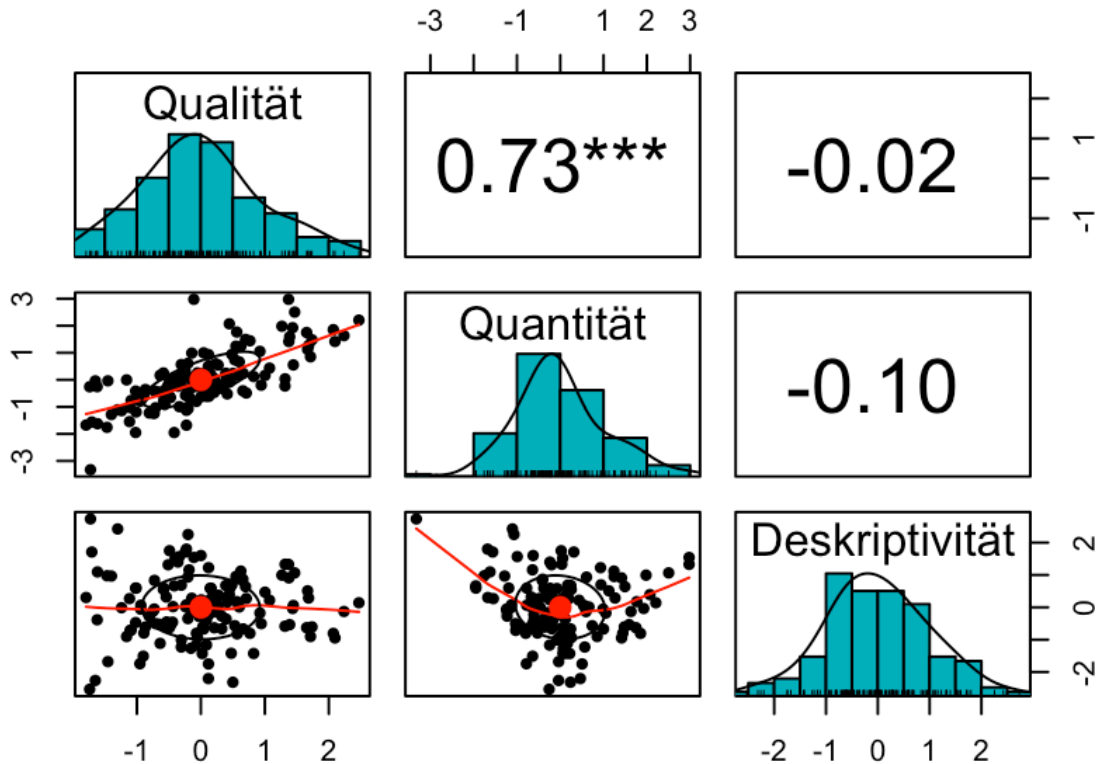 -3 -1 1 2 3
Qualität
0.73***
-0.02
1
-1
3
1
-1
-3
Quantität
-0.10
Deskriptivität
2
0
-2
-1 0 1 2
-2 -1 0 1 2